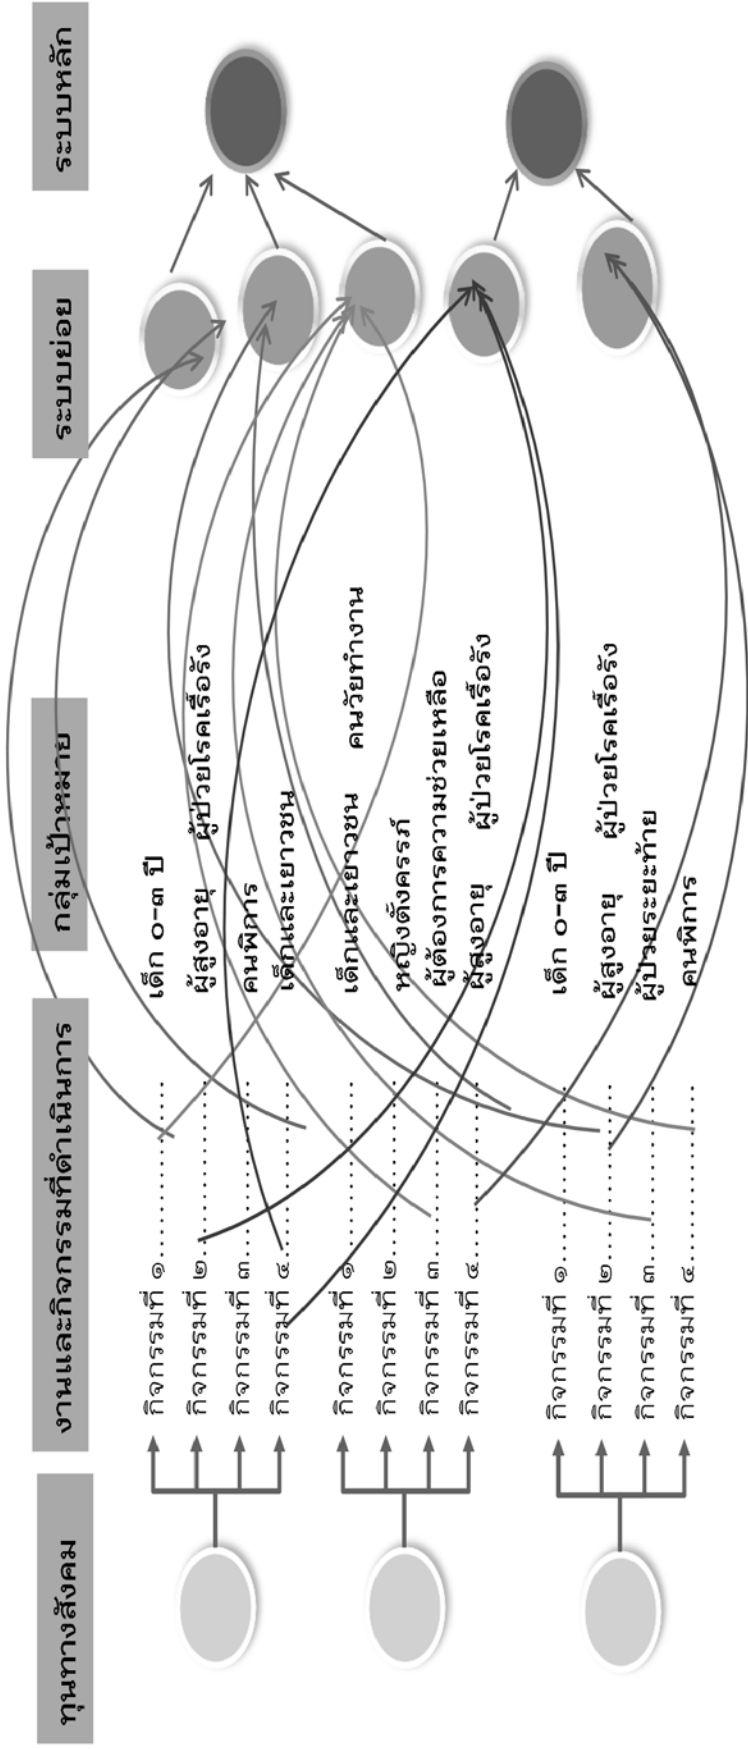 ทุนทางสังคม
งานและกิจกรรมที่ดำเนินการ
กลุ่มเป้าหมาย
ระบบย่อย
ระบบหลัก
กิจกรรมที่ ๑..................... เด็ก ๐-๓ ปี
กิจกรรมที่ ๒..................... ผู้สูงอายุ ผู้ป่วยโรคเรื้อรัง
กิจกรรมที่ ๓..................... คนพิการ
กิจกรรมที่ ๔..................... เด็กและเยาวชน
กิจกรรมที่ ๑..................... เด็กและเยาวชน คนวัยทำงาน
กิจกรรมที่ ๒..................... หญิงตั้งครรภ์
กิจกรรมที่ ๓..................... ผู้ต้องการความช่วยเหลือ
กิจกรรมที่ ๔..................... ผู้สูงอายุ ผู้ป่วยโรคเรื้อรัง
กิจกรรมที่ ๑..................... เด็ก ๐-๓ ปี
กิจกรรมที่ ๒..................... ผู้สูงอายุ ผู้ป่วยโรคเรื้อรัง
กิจกรรมที่ ๓..................... ผู้ป่วยระยะท้าย
กิจกรรมที่ ๔..................... คนพิการ